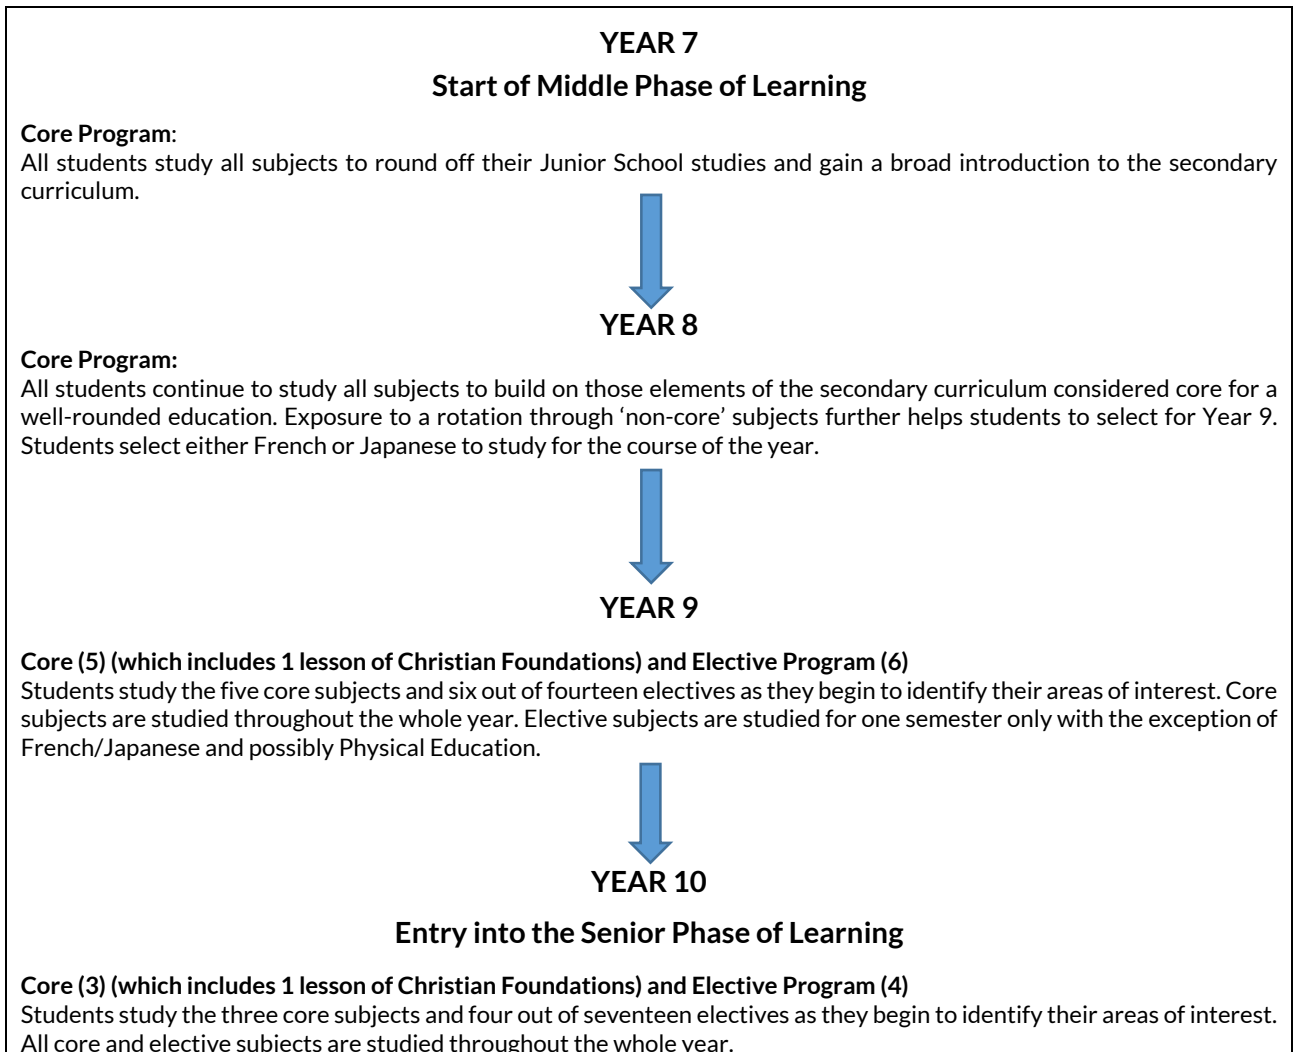 YEAR 7
Start of Middle Phase of Learning
Core Program:
All students study all subjects to round off their Junior School studies and gain a broad introduction to the secondary
curriculum.
YEAR 8
Core Program:
All students continue to study all subjects to build on those elements of the secondary curriculum considered core for a
well-rounded education. Exposure to a rotation through ‘non-core’ subjects further helps students to select for Year 9.
Students select either French or Japanese to study for the course of the year.
YEAR 9
Core (5) (which includes 1 lesson of Christian Foundations) and Elective Program (6)
Students study the five core subjects and six out of fourteen electives as they begin to identify their areas of interest. Core
subjects are studied throughout the whole year. Elective subjects are studied for one semester only with the exception of
French/Japanese and possibly Physical Education.
YEAR 10
Entry into the Senior Phase of Learning
Core (3) (which includes 1 lesson of Christian Foundations) and Elective Program (4)
Students study the three core subjects and four out of seventeen electives as they begin to identify their areas of interest.
All core and elective subjects are studied throughout the whole year.